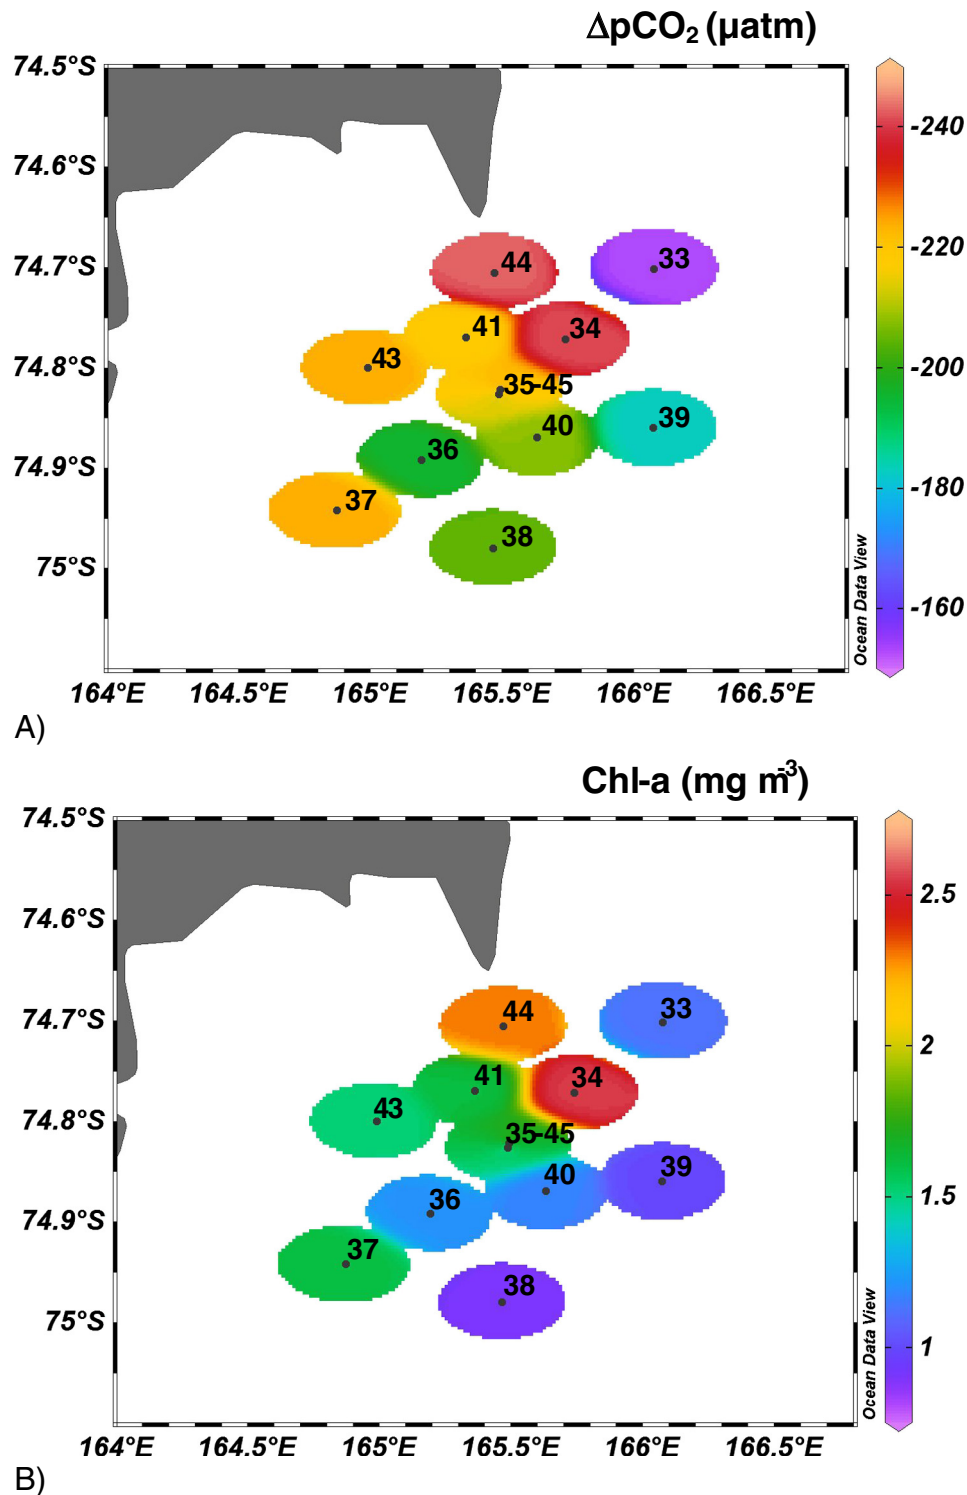 ΔpCO₂ (µatm)
74.5°S
-240
74.6°S
44
33
74.7°S
-220
41
34
43
74.8°S
35-45
-200
40
39
36
74.9°S
37
-180
38
75°S
-160
Ocean Data View
164°E 164.5°E 165°E 165.5°E 166°E 166.5°E
A)
Chl-a (mg m⁻³)
74.5°S
2.5
74.6°S
44
33
74.7°S
2
41
34
43
74.8°S
35-45
40
39
1.5
36
74.9°S
37
38
75°S
1
Ocean Data View
164°E 164.5°E 165°E 165.5°E 166°E 166.5°E
B)